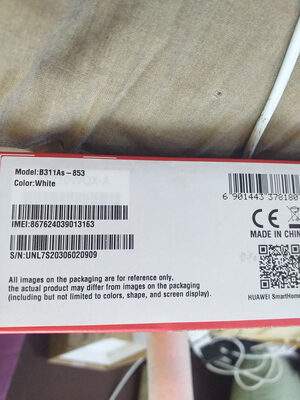 Model:B311As-853
Color:White
IMEI:867624039013163
S/N:UNL7S20306020909
6 901443 378180
CE
MADE IN CHIN
All images on the packaging are for reference only,
the actual product may differ from images on the packaging
(including but not limited to colors, shape, and screen display).
HUAWEI SmartHome